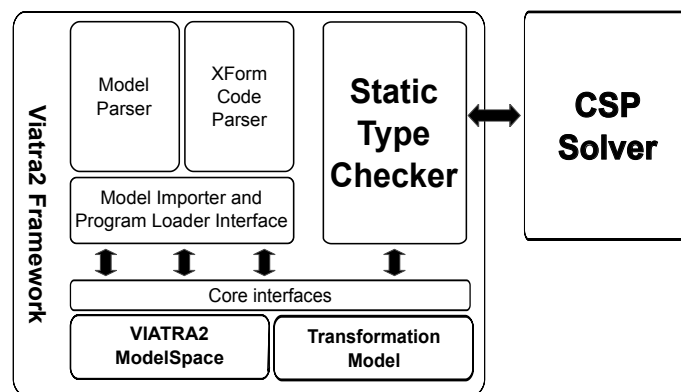 Viatra2 Framework
Model
Parser
XForm
Code
Parser
Static
Type
Checker
CSP
Solver
Model Importer and
Program Loader Interface
Core interfaces
VIATRA2
ModelSpace
Transformation
Model